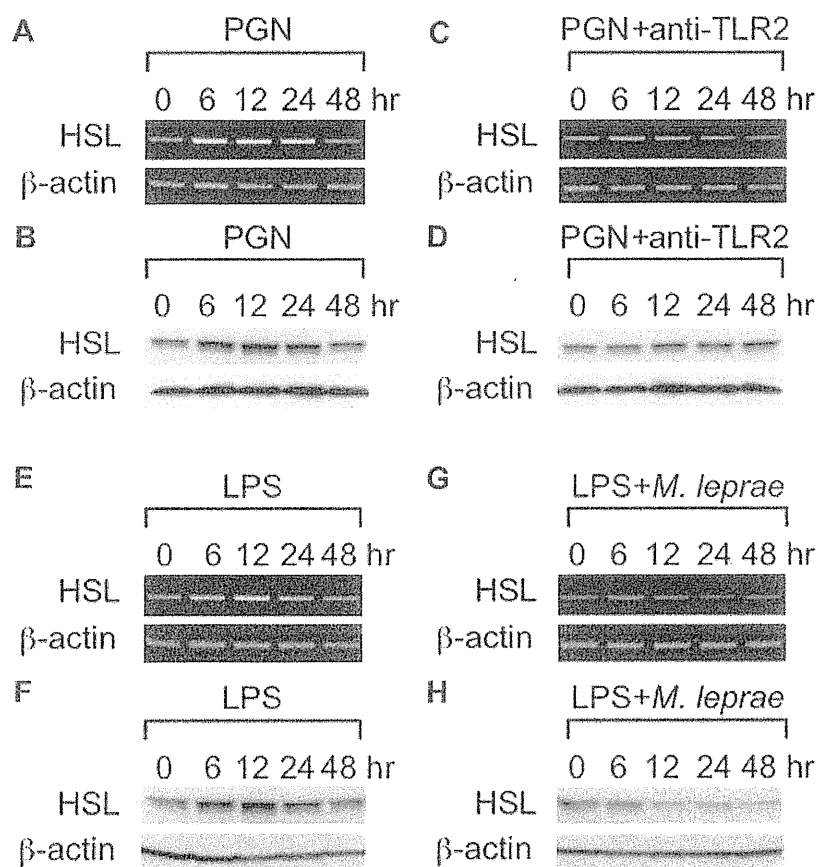 A
PGN
0 6 12 24 48 hr
HSL
β-actin
C
PGN+anti-TLR2
0 6 12 24 48 hr
HSL
β-actin
B
PGN
0 6 12 24 48 hr
HSL
β-actin
D
PGN+anti-TLR2
0 6 12 24 48 hr
HSL
β-actin
E
LPS
0 6 12 24 48 hr
HSL
β-actin
G
LPS+M. leprae
0 6 12 24 48 hr
HSL
β-actin
F
LPS
0 6 12 24 48 hr
HSL
β-actin
H
LPS+M. leprae
0 6 12 24 48 hr
HSL
β-actin